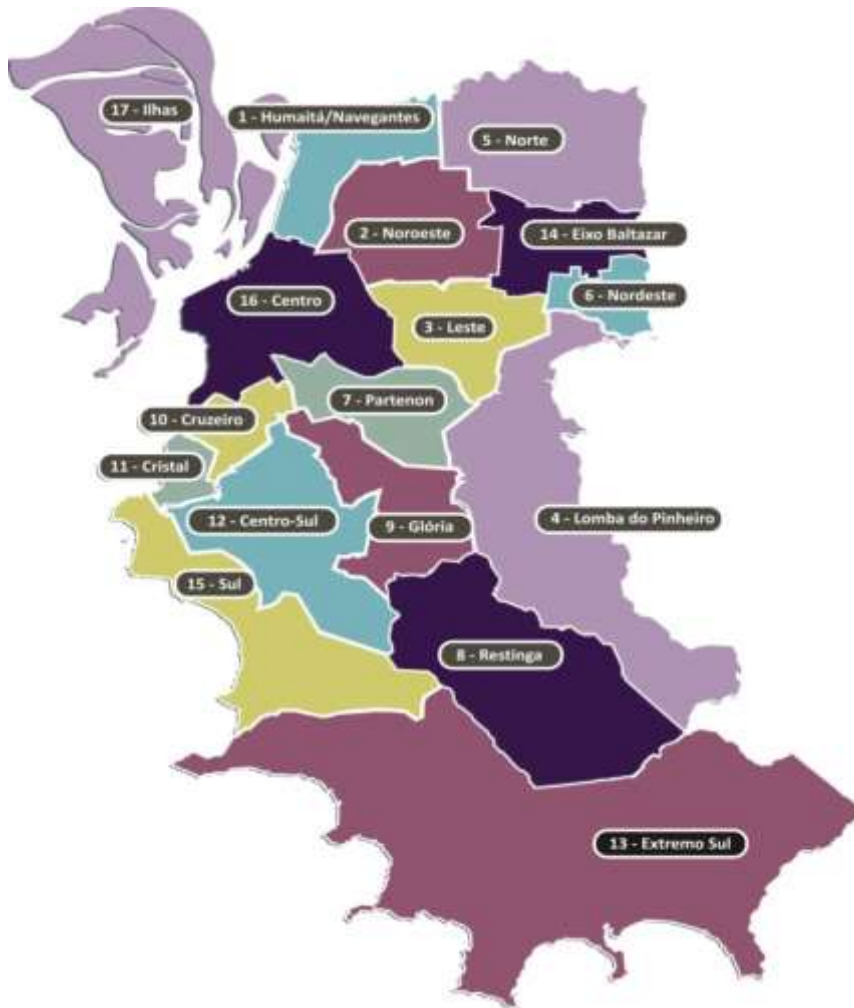 17 - Ilhas
1 - Humaitá/Navegantes
5 - Norte
2 - Noroeste
14 - Eixo Baltazar
16 - Centro
6 - Nordeste
3 - Leste
7 - Partenon
10 - Cruzeiro
11 - Cristal
12 - Centro-Sul
9 - Glória
4 - Lomba do Pinheiro
15 - Sul
8 - Restinga
13 - Extremo Sul